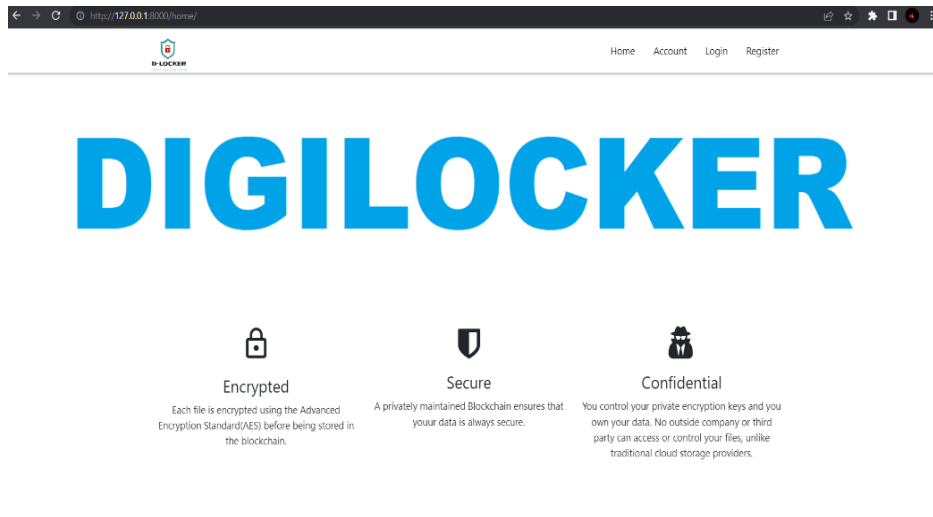 http://127.0.0.1:8000/home/
4
D-LOCKER
Home Account Login Register
DIGILOCKER
Encrypted
Each file is encrypted using the Advanced
Encryption Standard(AES) before being stored in
the blockchain.
Secure
A privately maintained Blockchain ensures that
youur data is always secure.
Confidential
You control your private encryption keys and you
own your data. No outside company or third
party can access or control your files, unlike
traditional cloud storage providers.